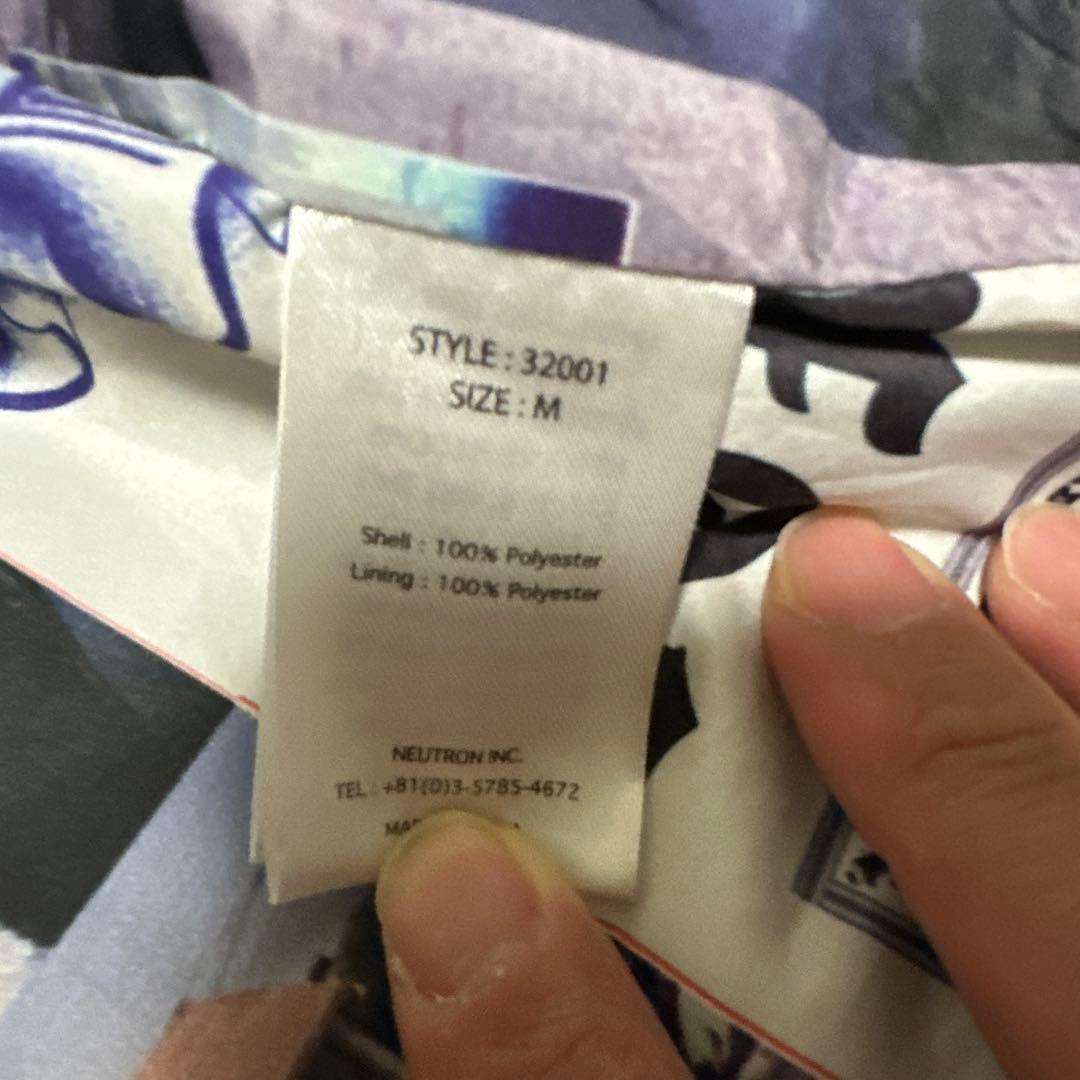 STYLE : 32001
SIZE : M
Shell : 100% Polyester
Lining : 100% Polyester
NEUTRON INC.
TEL : +81(0)3-5785-4672